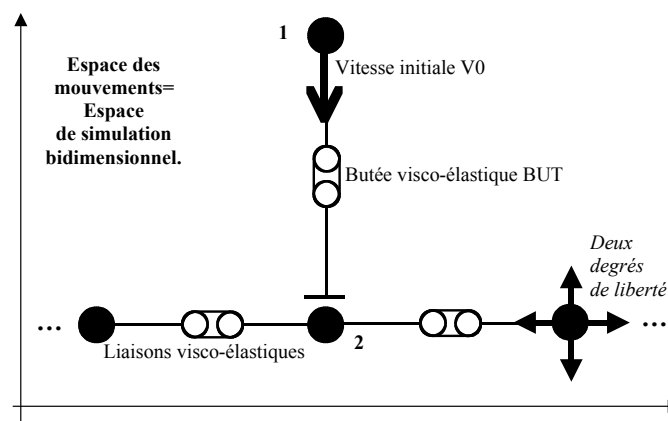 1
Espace des
mouvements=
Espace
de simulation
bidimensionnel.
Vitesse initiale V0
Butée visco-élastique BUT
Deux
degrés
de liberté
...
...
Liaisons visco-élastiques
2